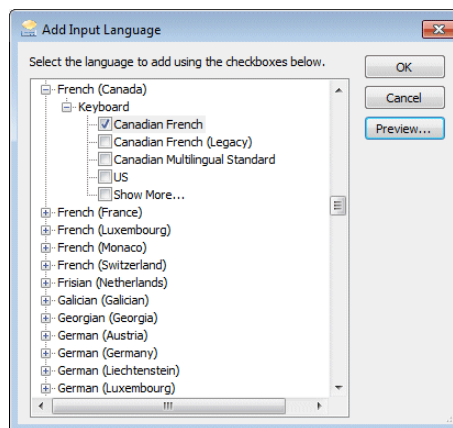 Add Input Language
Select the language to add using the checkboxes below.
French (Canada)
Keyboard
Canadian French
Canadian French (Legacy)
Canadian Multilingual Standard
US
Show More...
French (France)
French (Luxembourg)
French (Monaco)
French (Switzerland)
Frisian (Netherlands)
Galician (Galician)
Georgian (Georgia)
German (Austria)
German (Germany)
German (Liechtenstein)
German (Luxembourg)
OK
Cancel
Preview...